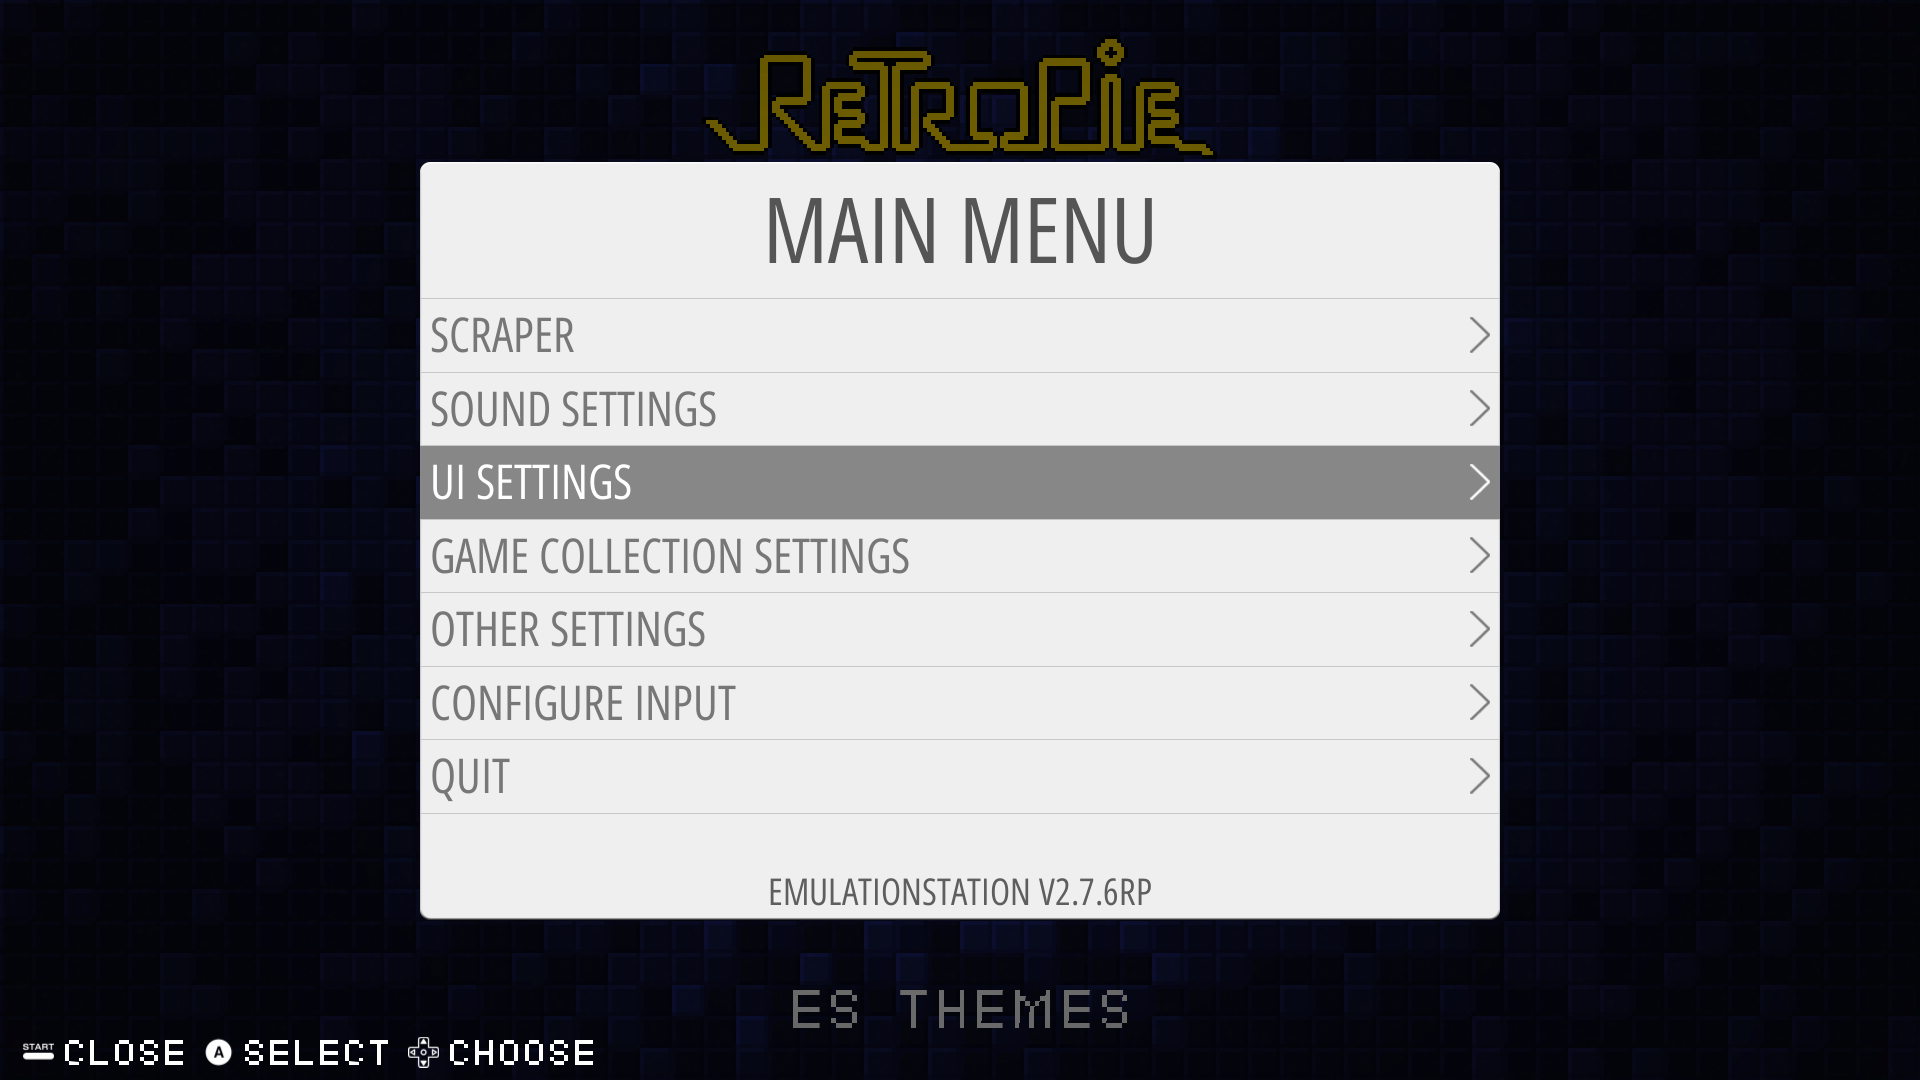 RETROPIE
MAIN MENU
SCRAPER
SOUND SETTINGS
UI SETTINGS
GAME COLLECTION SETTINGS
OTHER SETTINGS
CONFIGURE INPUT
QUIT
EMULATIONSTATION V2.7.6RP
ES THEMES
START CLOSE A SELECT CHOOSE